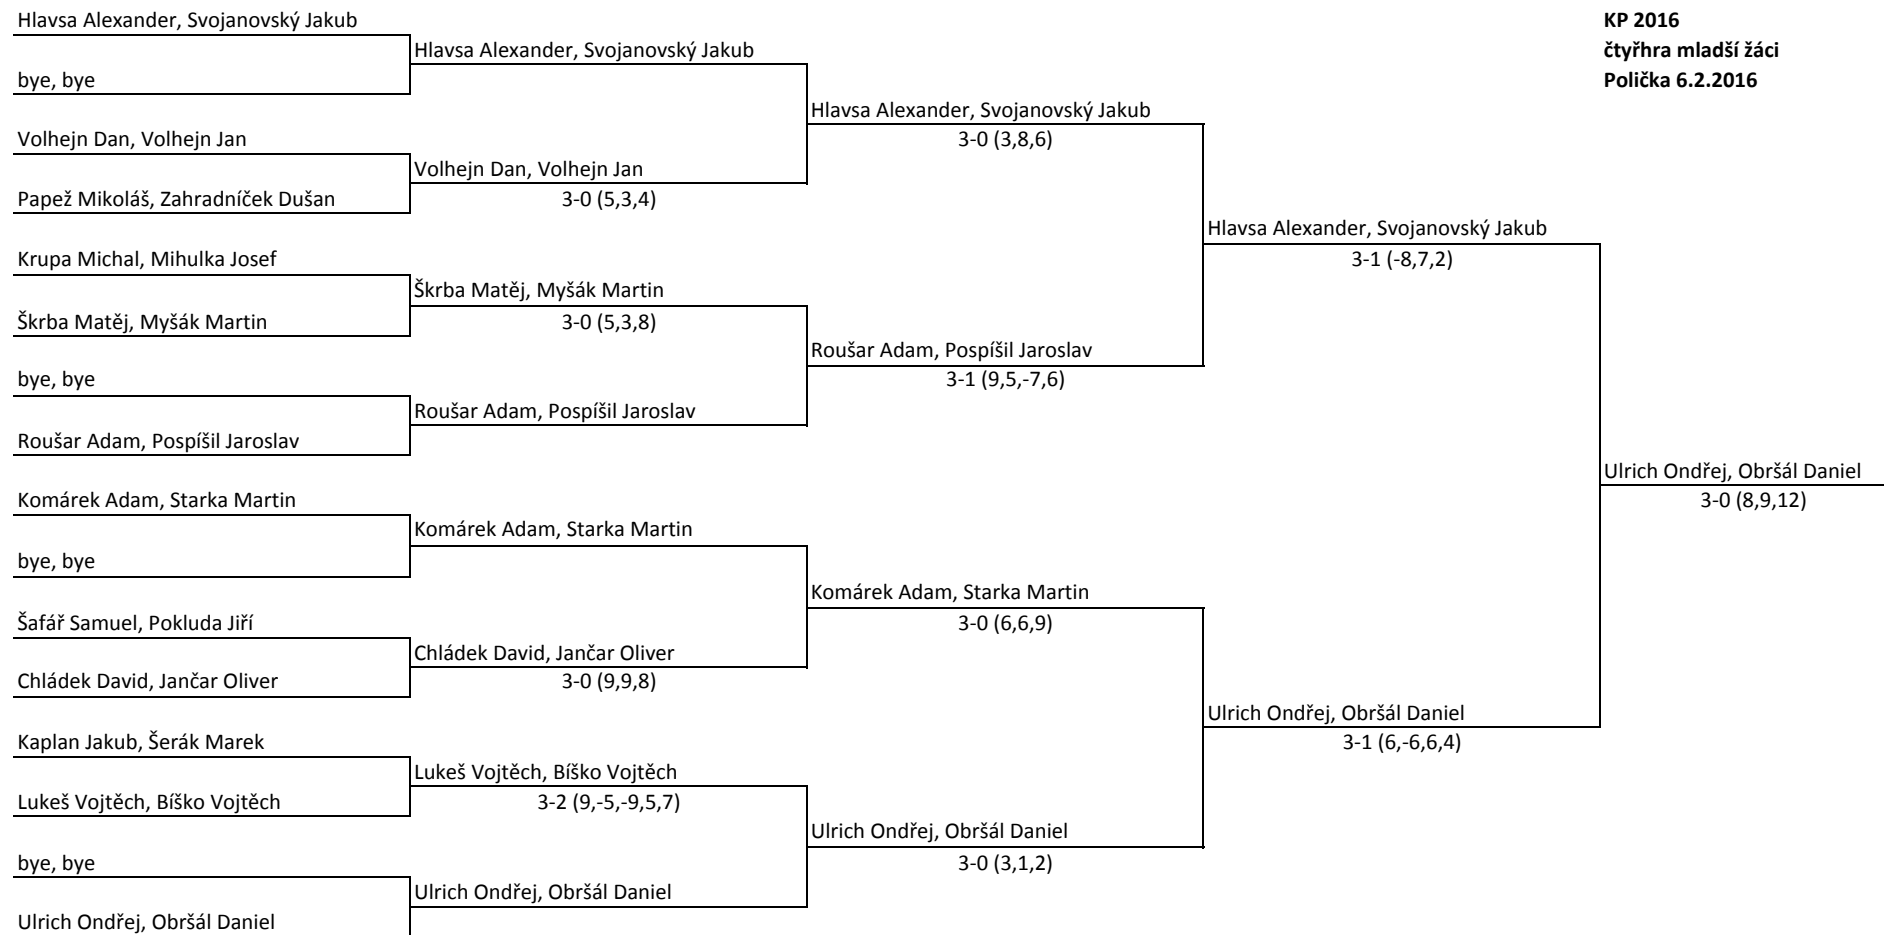 Hlavsa Alexander, Svojanovský Jakub
KP 2016
Hlavsa Alexander, Svojanovský Jakub
čtyřhra mladší žáci
bye, bye
Polička 6.2.2016
Hlavsa Alexander, Svojanovský Jakub
Volhejn Dan, Volhejn Jan
3-0 (3,8,6)
Volhejn Dan, Volhejn Jan
Papež Mikoláš, Zahradníček Dušan
3-0 (5,3,4)
Hlavsa Alexander, Svojanovský Jakub
Krupa Michal, Mihulka Josef
3-1 (-8,7,2)
Škrba Matěj, Myšák Martin
Škrba Matěj, Myšák Martin
3-0 (5,3,8)
Roušar Adam, Pospíšil Jaroslav
bye, bye
3-1 (9,5,-7,6)
Roušar Adam, Pospíšil Jaroslav
Roušar Adam, Pospíšil Jaroslav
Ulrich Ondřej, Obršál Daniel
Komárek Adam, Starka Martin
3-0 (8,9,12)
Komárek Adam, Starka Martin
bye, bye
Komárek Adam, Starka Martin
Šafář Samuel, Pokluda Jiří
3-0 (6,6,9)
Chládek David, Jančar Oliver
Chládek David, Jančar Oliver
3-0 (9,9,8)
Ulrich Ondřej, Obršál Daniel
Kaplan Jakub, Šerák Marek
3-1 (6,-6,6,4)
Lukeš Vojtěch, Bíško Vojtěch
Lukeš Vojtěch, Bíško Vojtěch
3-2 (9,-5,-9,5,7)
Ulrich Ondřej, Obršál Daniel
bye, bye
3-0 (3,1,2)
Ulrich Ondřej, Obršál Daniel
Ulrich Ondřej, Obršál Daniel